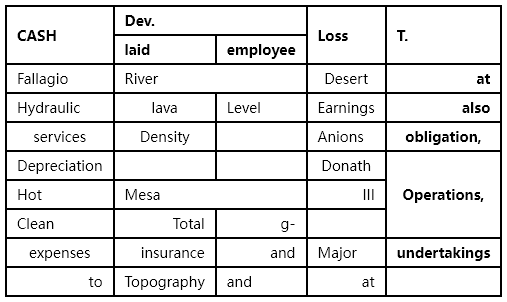 CASH Dev. Loss T.
laid employee
Fallagio River Desert at
Hydraulic lava Level Earnings also
services Density Anions obligation,
Depreciation Donath
Hot Mesa III Operations,
Clean Total g-
expenses insurance and Major undertakings
to Topography and at